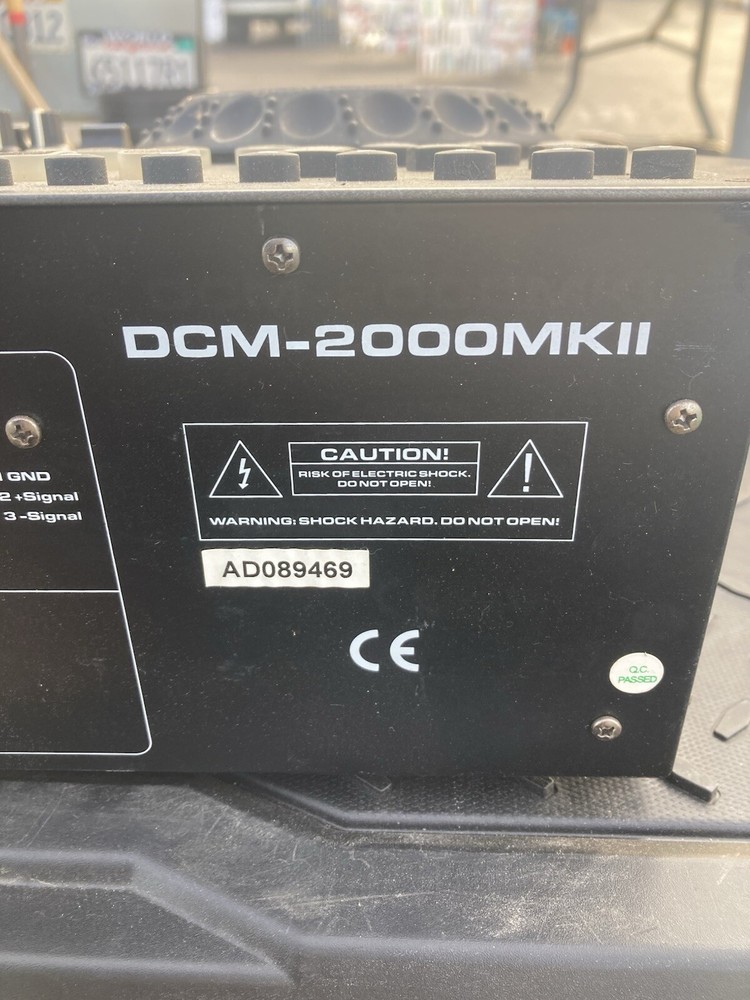 DCM-2000MKII
CAUTION!
RISK OF ELECTRIC SHOCK.
DO NOT OPEN!
WARNING: SHOCK HAZARD. DO NOT OPEN!
GND
2 +Signal
3 -Signal
AD089469
CE
Q.C.
PASSED